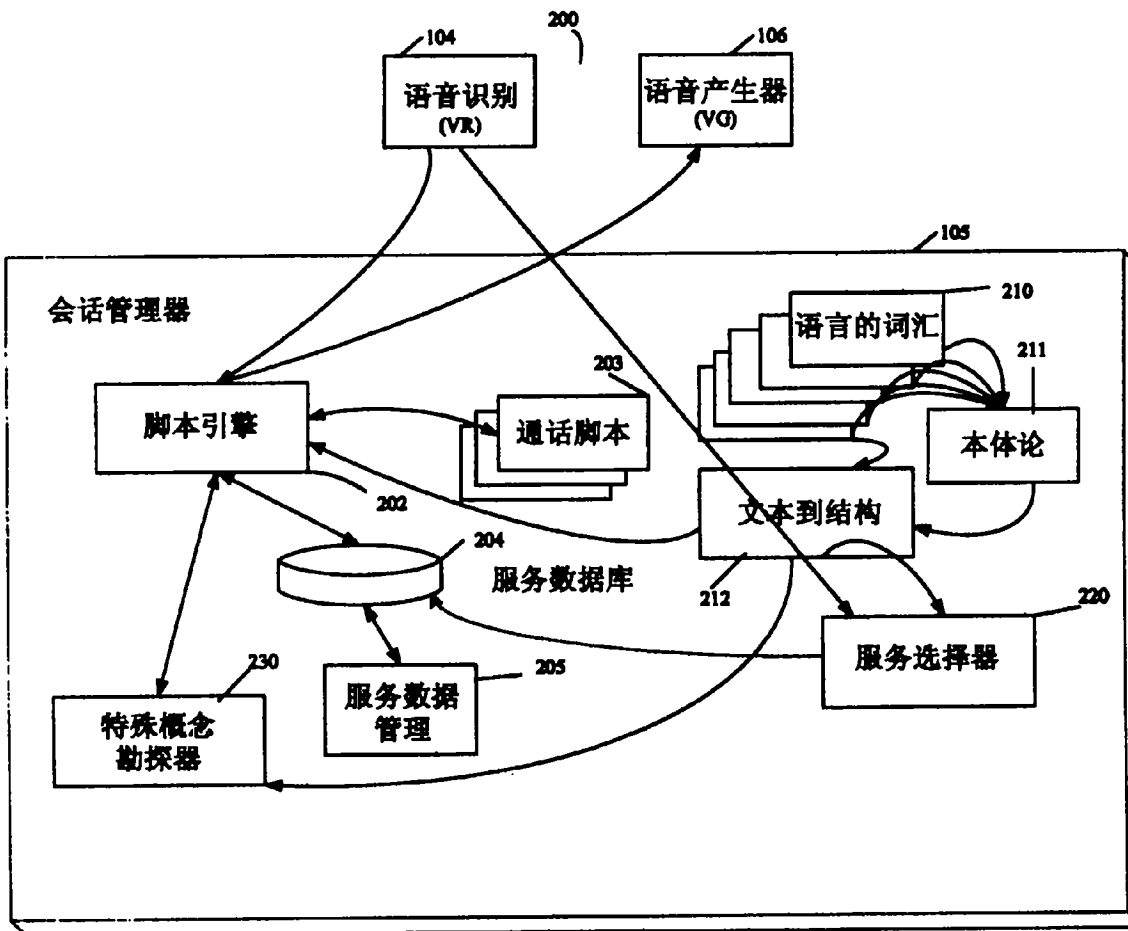 200
104
106
语音识别
(VR)
语音产生器
(VG)
105
会话管理器
210
语言的词汇
211
203
脚本引擎
通话脚本
本体论
202
文本到结构
204
服务数据库
212
220
服务选择器
230
205
特殊概念
勘探器
服务数据
管理